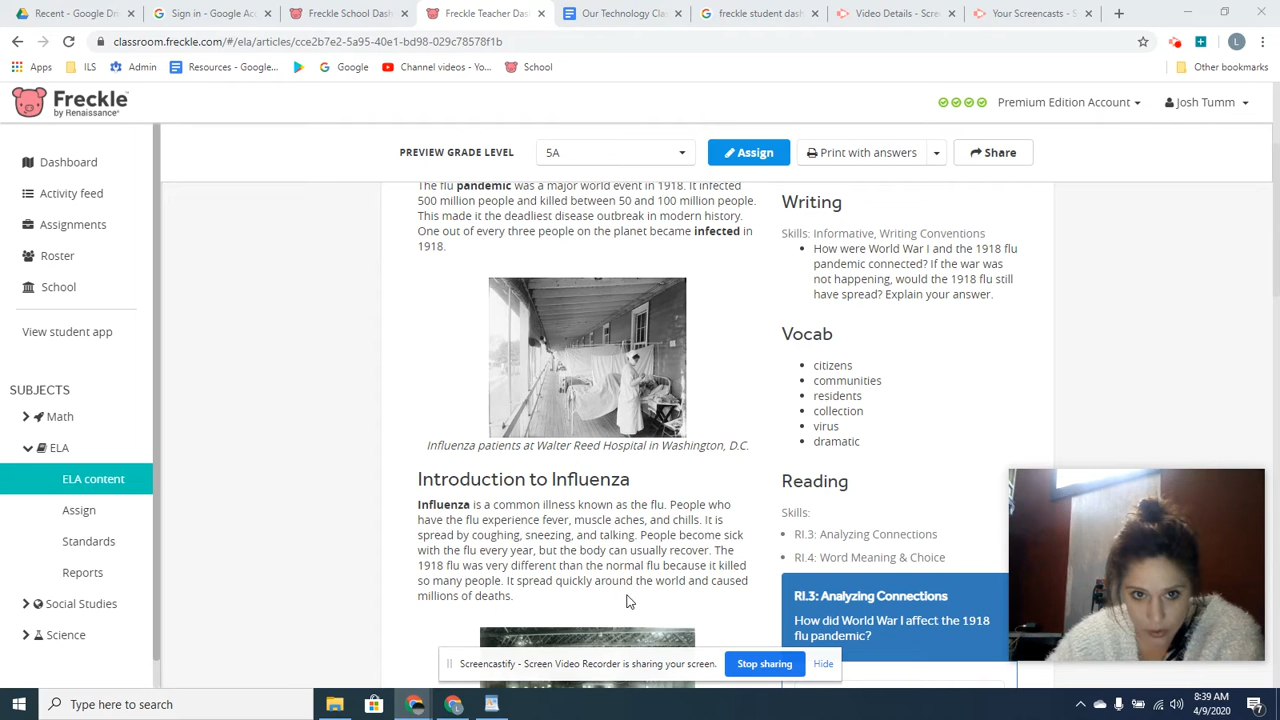 Recent - Google Dr
Sign in - Google Acc
Freckle School Dash
Freckle Teacher Das
Our Technology Clas
freckle student dash
Video Details - Scre
Your Screencasts - S
classroom.freckle.com/#/ela/articles/cce2b7e2-5a95-40e1-bd98-029c78578f1b
L
Apps
ILS
Admin
Resources - Google...
Google
Channel videos - Yo...
School
Other bookmarks
Freckle
by Renaissance
Premium Edition Account
Josh Tumm
Dashboard
Activity feed
Assignments
Roster
School
View student app
SUBJECTS
Math
ELA
ELA content
Assign
Standards
Reports
Social Studies
Science
PREVIEW GRADE LEVEL
5A
Assign
Print with answers
Share
The flu pandemic was a major world event in 1918. It infected
500 million people and killed between 50 and 100 million people.
This made it the deadliest disease outbreak in modern history.
One out of every three people on the planet became infected in
1918.
Influenza patients at Walter Reed Hospital in Washington, D.C.
Introduction to Influenza
Influenza is a common illness known as the flu. People who
have the flu experience fever, muscle aches, and chills. It is
spread by coughing, sneezing, and talking. People become sick
with the flu every year, but the body can usually recover. The
1918 flu was very different than the normal flu because it killed
so many people. It spread quickly around the world and caused
millions of deaths.
Writing
Skills: Informative, Writing Conventions
How were World War I and the 1918 flu
pandemic connected? If the war was
not happening, would the 1918 flu still
have spread? Explain your answer.
Vocab
citizens
communities
residents
collection
virus
dramatic
Reading
Skills:
RI.3: Analyzing Connections
RI.4: Word Meaning & Choice
RI.3: Analyzing Connections
How did World War I affect the 1918
flu pandemic?
Screencastify - Screen Video Recorder is sharing your screen.
Stop sharing
Hide
Type here to search
8:39 AM
4/9/2020